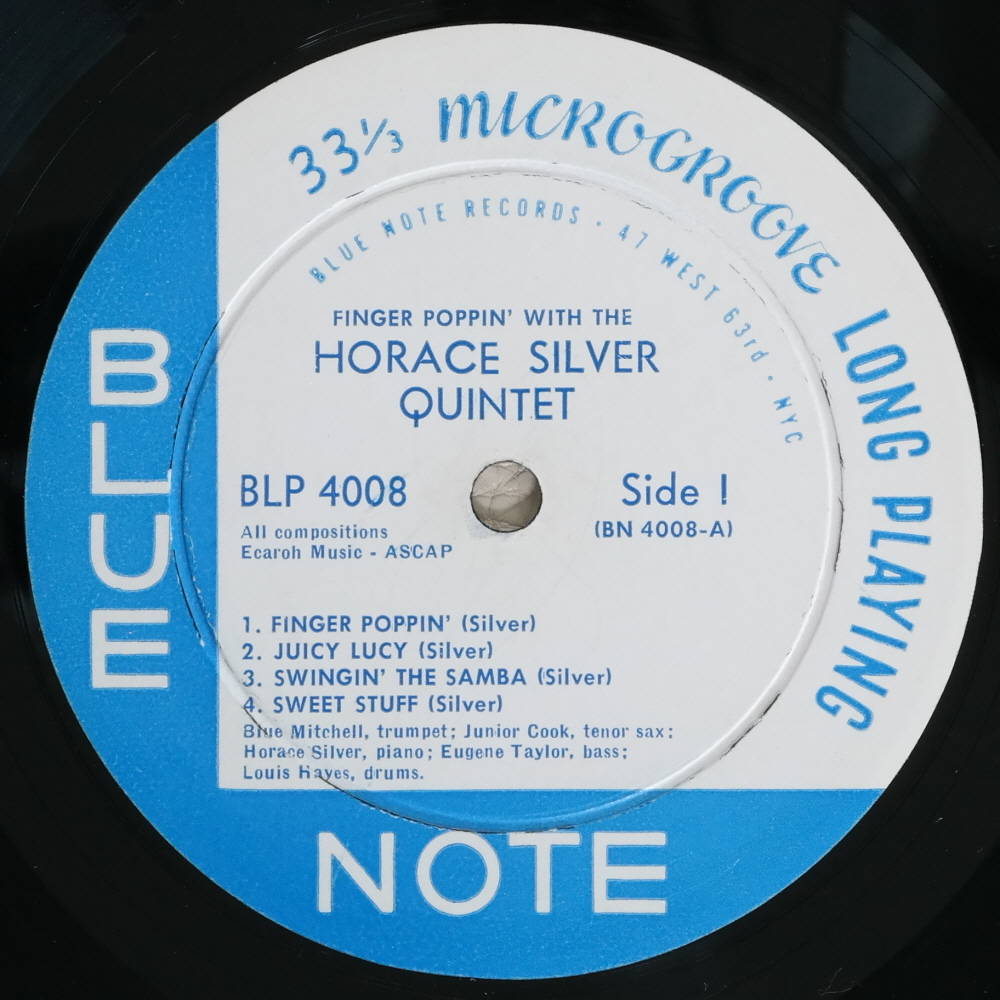 33⅓ MICROGROOVE LONG PLAYING
BLUE NOTE RECORDS · 47 WEST 63rd · NYC
FINGER POPPIN' WITH THE
HORACE SILVER
QUINTET
BLP 4008
Side 1
All compositions
Ecaroh Music - ASCAP
(BN 4008-A)
1. FINGER POPPIN' (Silver)
2. JUICY LUCY (Silver)
3. SWINGIN' THE SAMBA (Silver)
4. SWEET STUFF (Silver)
Blue Mitchell, trumpet; Junior Cook, tenor sax;
Horace Silver, piano; Eugene Taylor, bass;
Louis Hayes, drums.
BLUE
NOTE